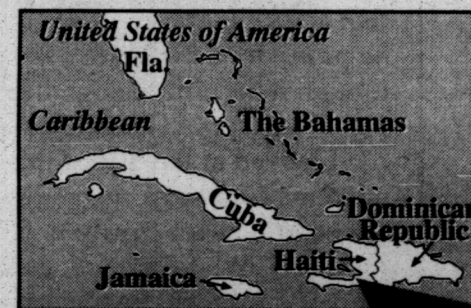 United States of America
Fla.
Caribbean
The Bahamas
Cuba
Dominican
Republic
Haiti
Jamaica